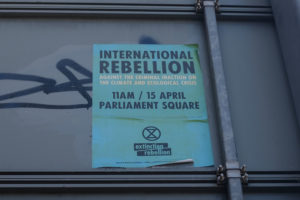 INTERNATIONAL
REBELLION
AGAINST THE CRIMINAL INACTION ON
THE CLIMATE AND ECOLOGICAL CRISIS
11AM / 15 APRIL
PARLIAMENT SQUARE
extinction
rebellion